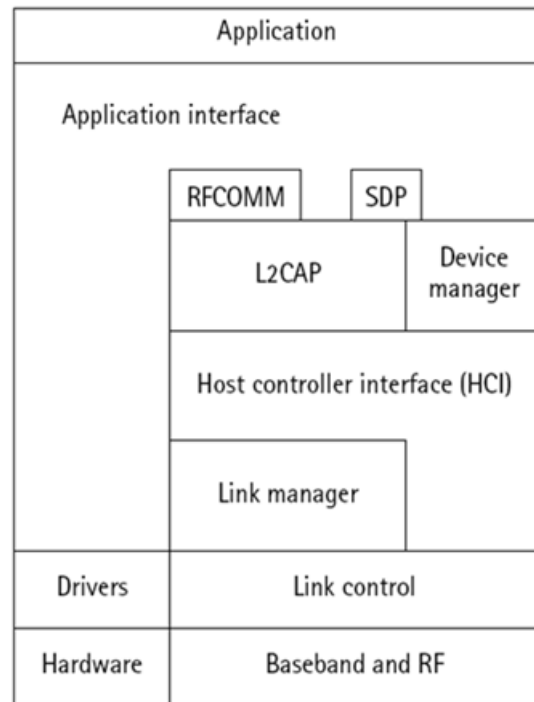 Application
Application interface
RFCOMM
SDP
L2CAP
Device
manager
Host controller interface (HCI)
Link manager
Drivers
Link control
Hardware
Baseband and RF